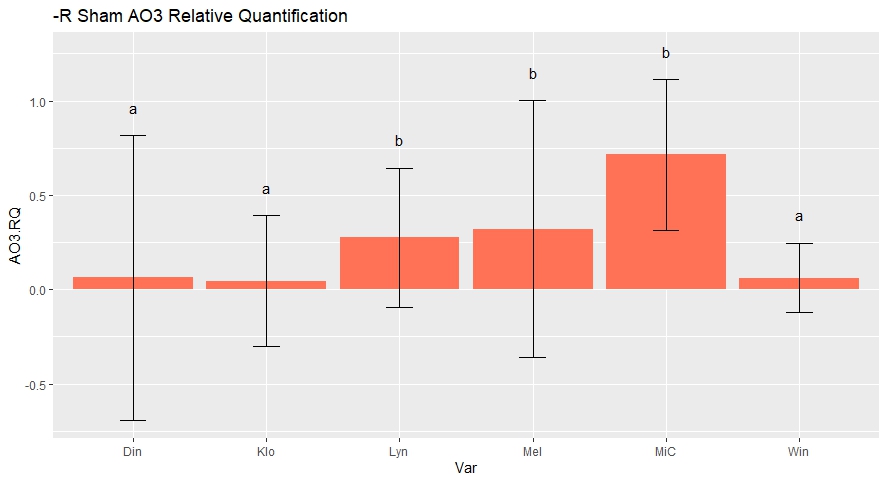 -R Sham AO3 Relative Quantification
b
a
b
b
1.0
a
0.5
a
0.0
-0.5
AO3.RQ
Din Klo Lyn Mel MiC Win
Var